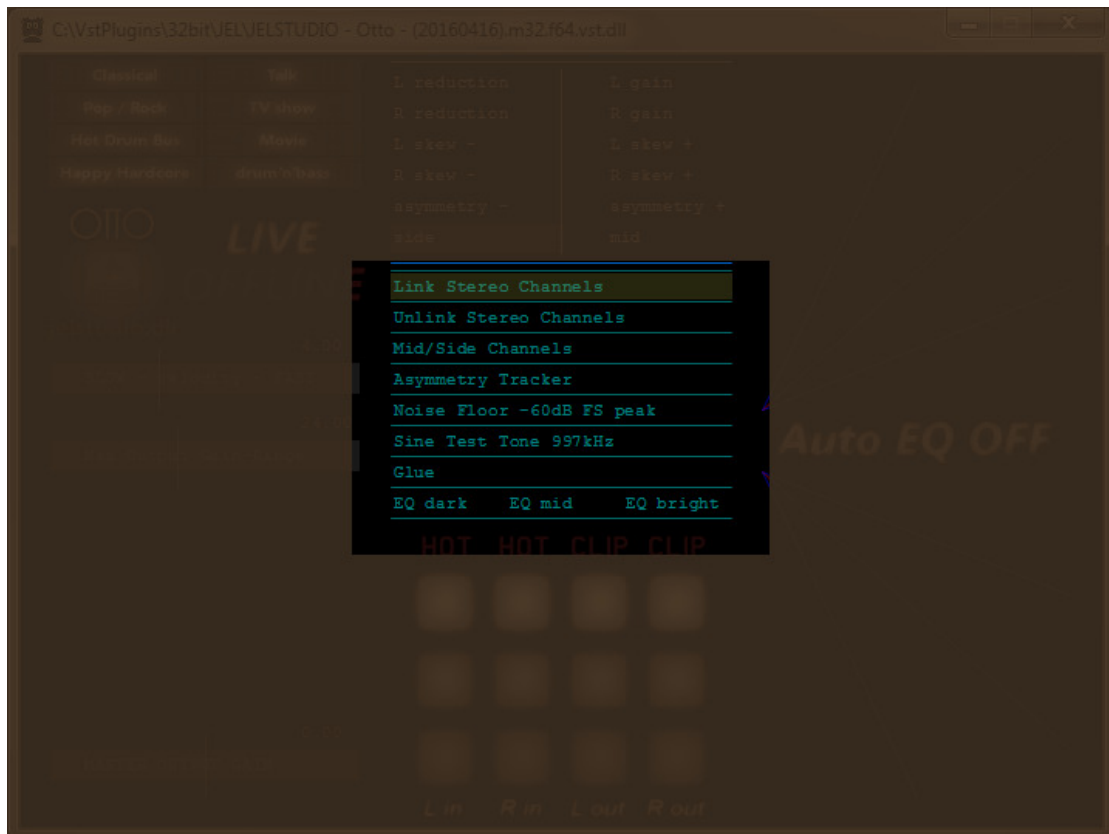 C:\VstPlugins\32bit\JEL\JELSTUDIO - Otto - (20160416).m32.f64.vst.dll
Classical Talk
Pop / Rock TV show
Hot Drum Bus Movie
Happy Hardcore drum'n'bass
L reduction L gain
R reduction R gain
L skew - L skew +
R skew - R skew +
asymmetry - asymmetry +
side mid
OTTO
LIVE
Link Stereo Channels
Unlink Stereo Channels
Mid/Side Channels
Asymmetry Tracker
Noise Floor -60dB FS peak
Sine Test Tone 997kHz
Glue
EQ dark EQ mid EQ bright
Auto EQ OFF
HOT HOT CLIP CLIP
L in R in L out R out